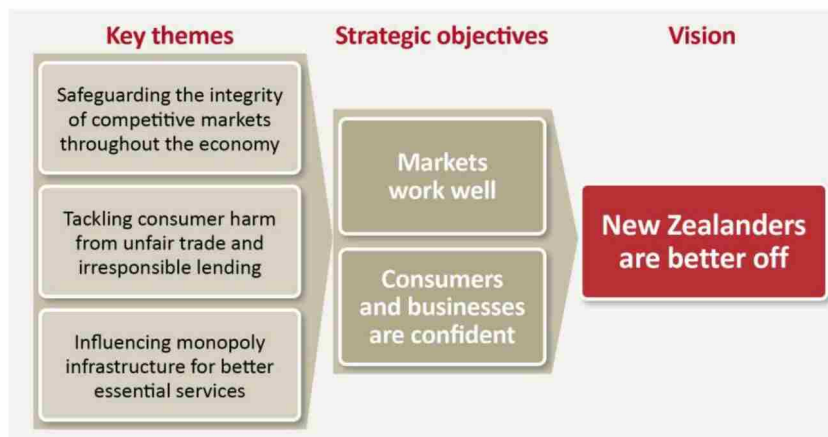 Key themes
Strategic objectives
Vision
Safeguarding the integrity
of competitive markets
throughout the economy
Tackling consumer harm
from unfair trade and
irresponsible lending
Influencing monopoly
infrastructure for better
essential services
Markets
work well
Consumers
and businesses
are confident
New Zealanders
are better off